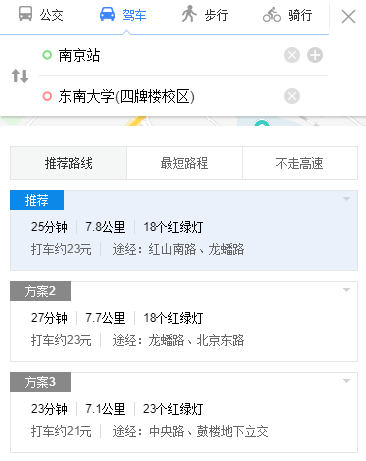 公交 驾车 步行 骑行
南京站
东南大学(四牌楼校区)
推荐路线 最短路程 不走高速
推荐
25分钟 7.8公里 18个红绿灯
打车约23元 途经：红山南路、龙蟠路
方案2
27分钟 7.7公里 18个红绿灯
打车约23元 途经：龙蟠路、北京东路
方案3
23分钟 7.1公里 23个红绿灯
打车约21元 途经：中央路、鼓楼地下立交